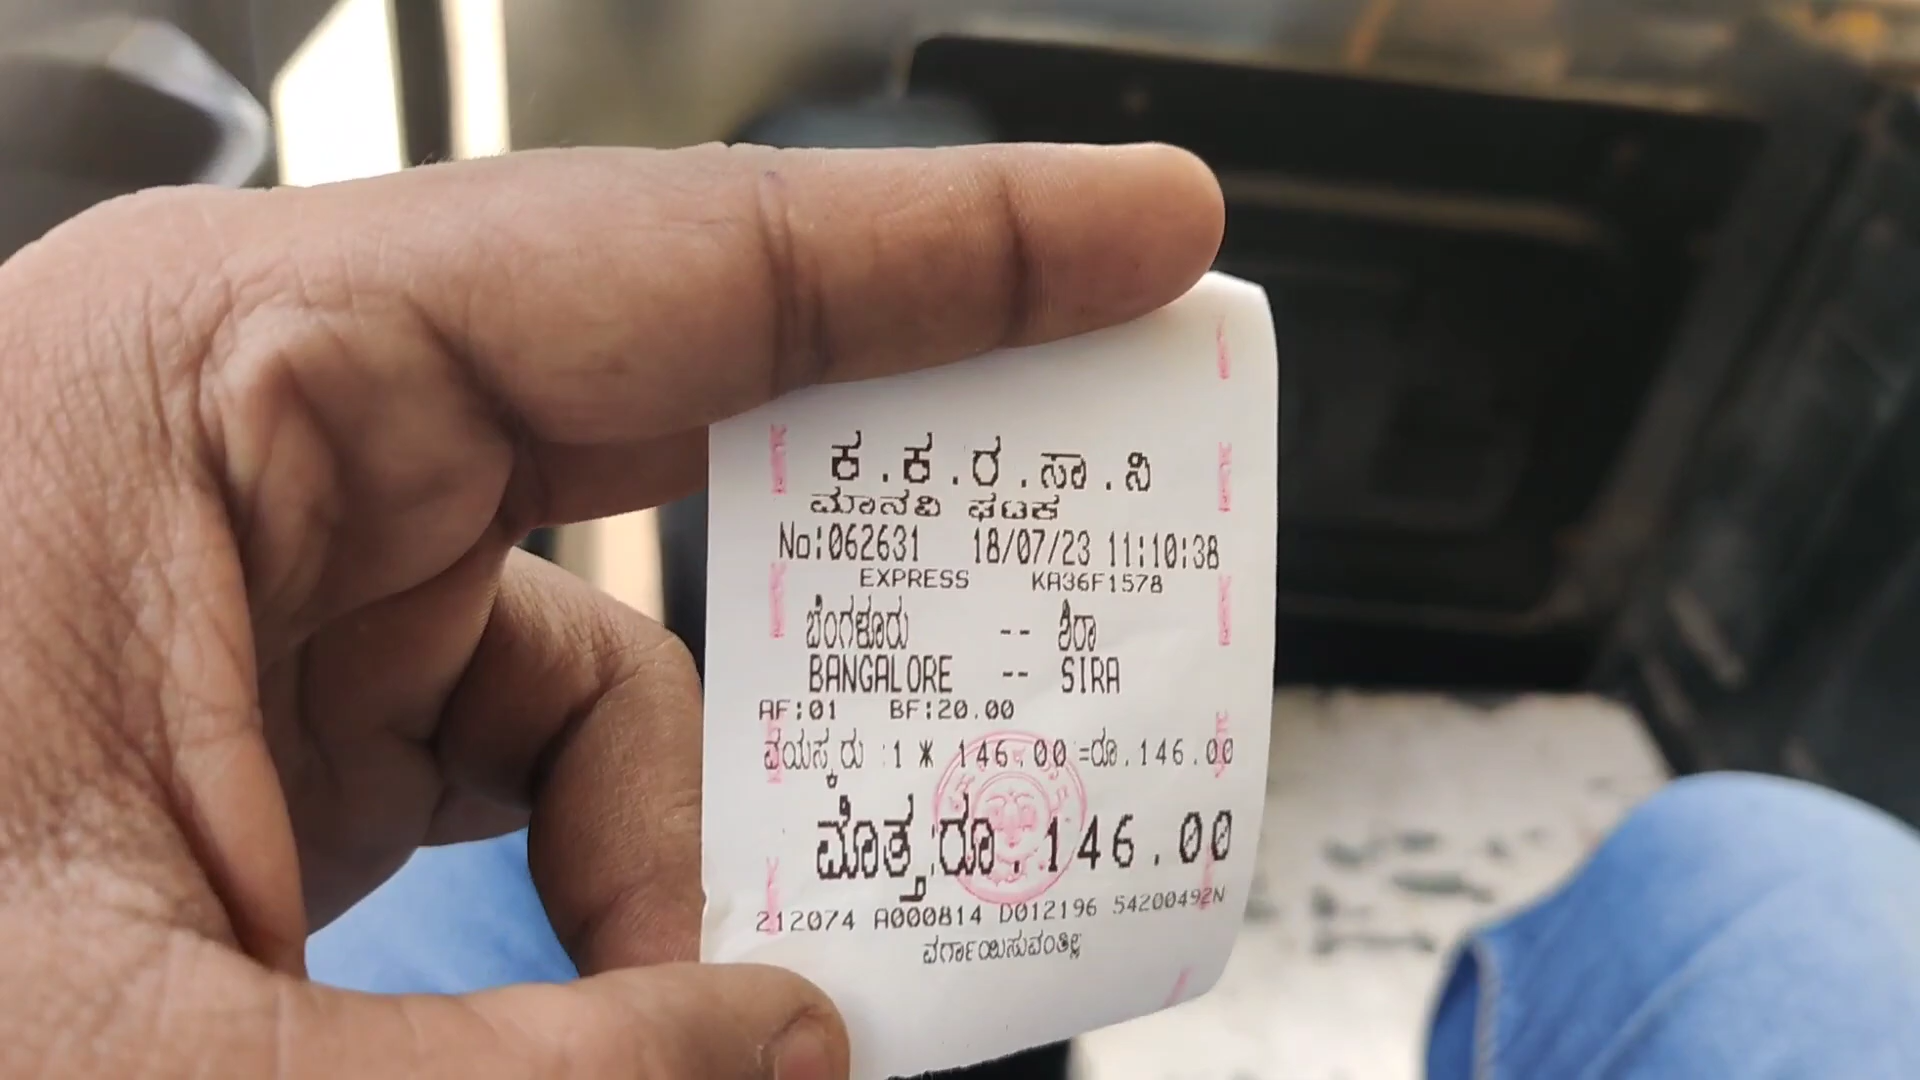 ಕ.ಕ.ರ.ಸಾ.ನಿ
ಮಾನವಿ ಘಟಕ
No:062631 18/07/23 11:10:38
EXPRESS KA36F1578
ಬೆಂಗಳೂರು -- ಶಿರಾ
BANGALORE -- SIRA
AF:01 BF:20.00
ವಯಸ್ಕರು :1 * 146.00 =ರೂ.146.00
ಮೊತ್ತ:ರೂ.146.00
212074 A000814 D012196 54200492N
ವರ್ಗಾಯಿಸುವಂತಿಲ್ಲ